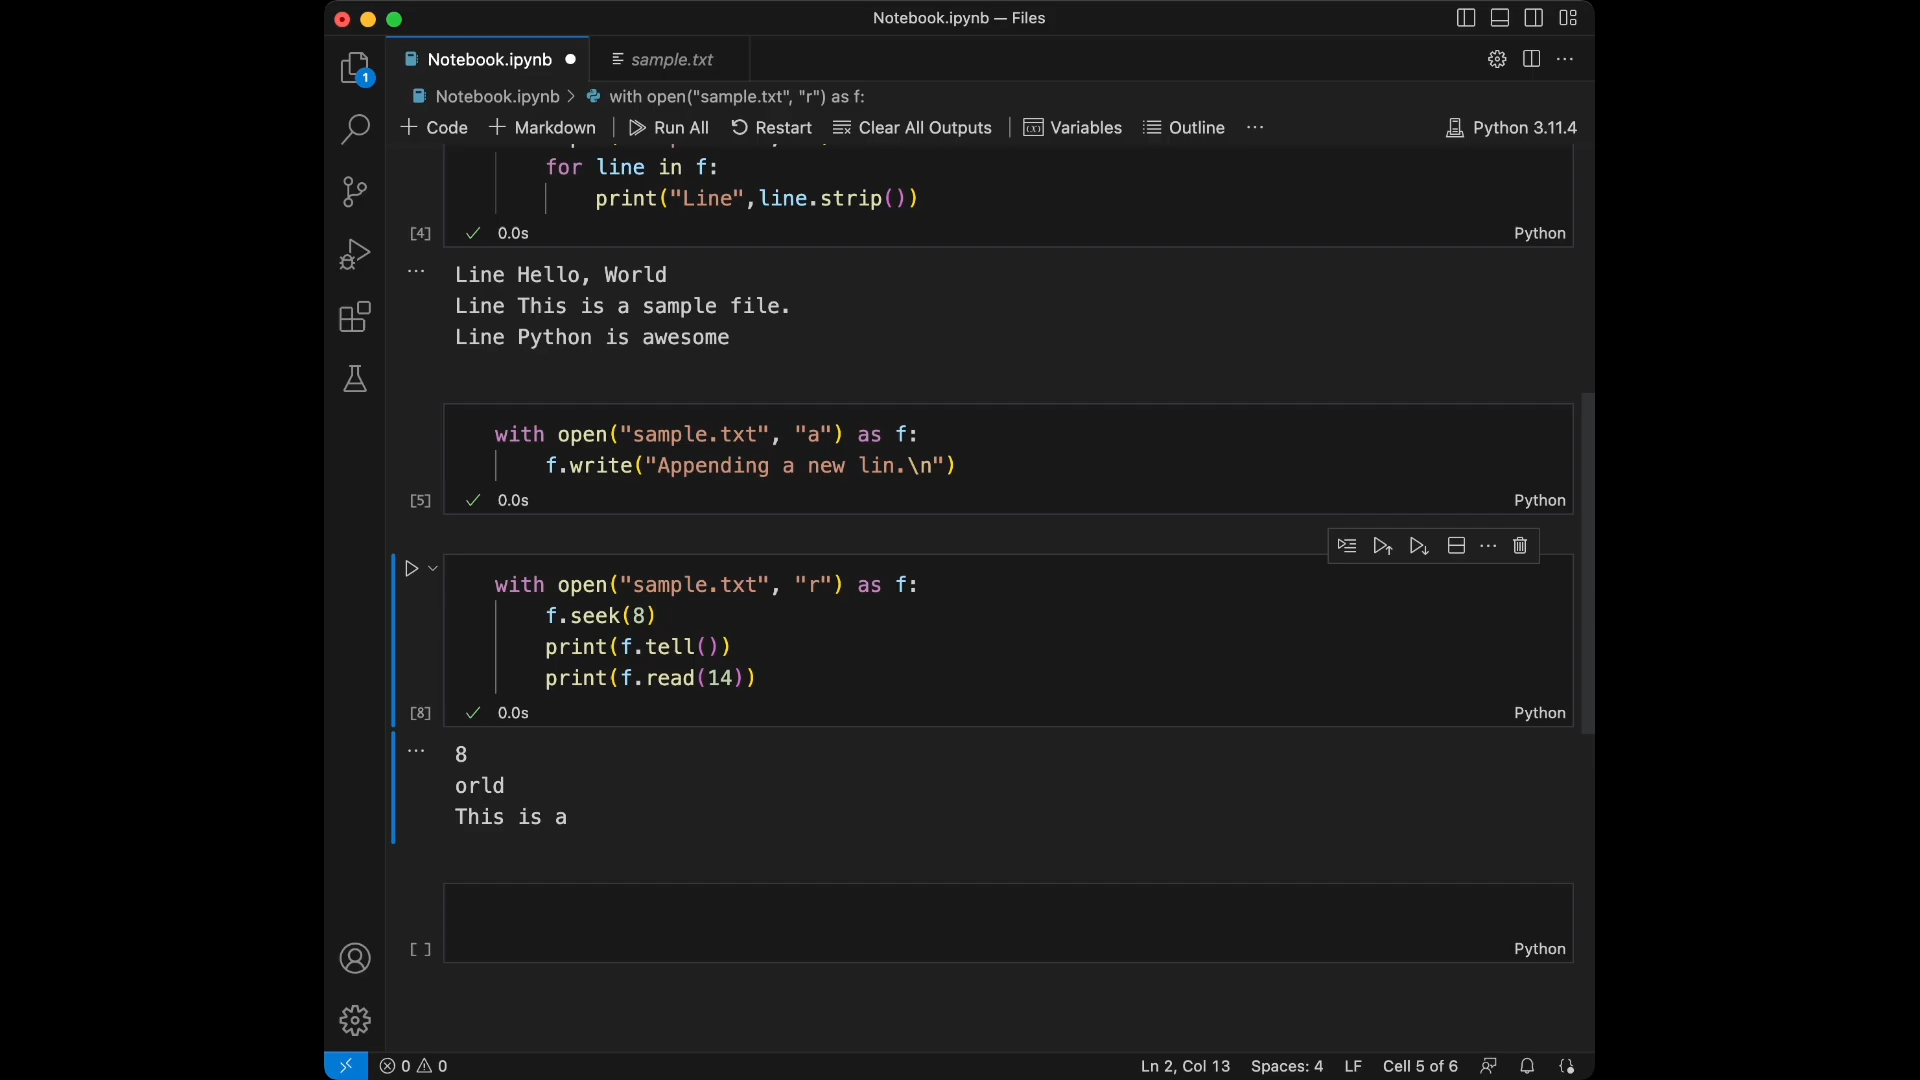 Notebook.ipynb — Files
1
Notebook.ipynb
sample.txt
Notebook.ipynb > with open("sample.txt", "r") as f:
+ Code
+ Markdown
Run All
Restart
Clear All Outputs
Variables
Outline
...
Python 3.11.4
for line in f:
print("Line",line.strip())
[4]
0.0s
Python
...
Line Hello, World
Line This is a sample file.
Line Python is awesome
with open("sample.txt", "a") as f:
f.write("Appending a new lin.\n")
[5]
0.0s
Python
with open("sample.txt", "r") as f:
f.seek(8)
print(f.tell())
print(f.read(14))
[8]
0.0s
Python
...
8
orld
This is a
[ ]
Python
0
0
Ln 2, Col 13
Spaces: 4
LF
Cell 5 of 6